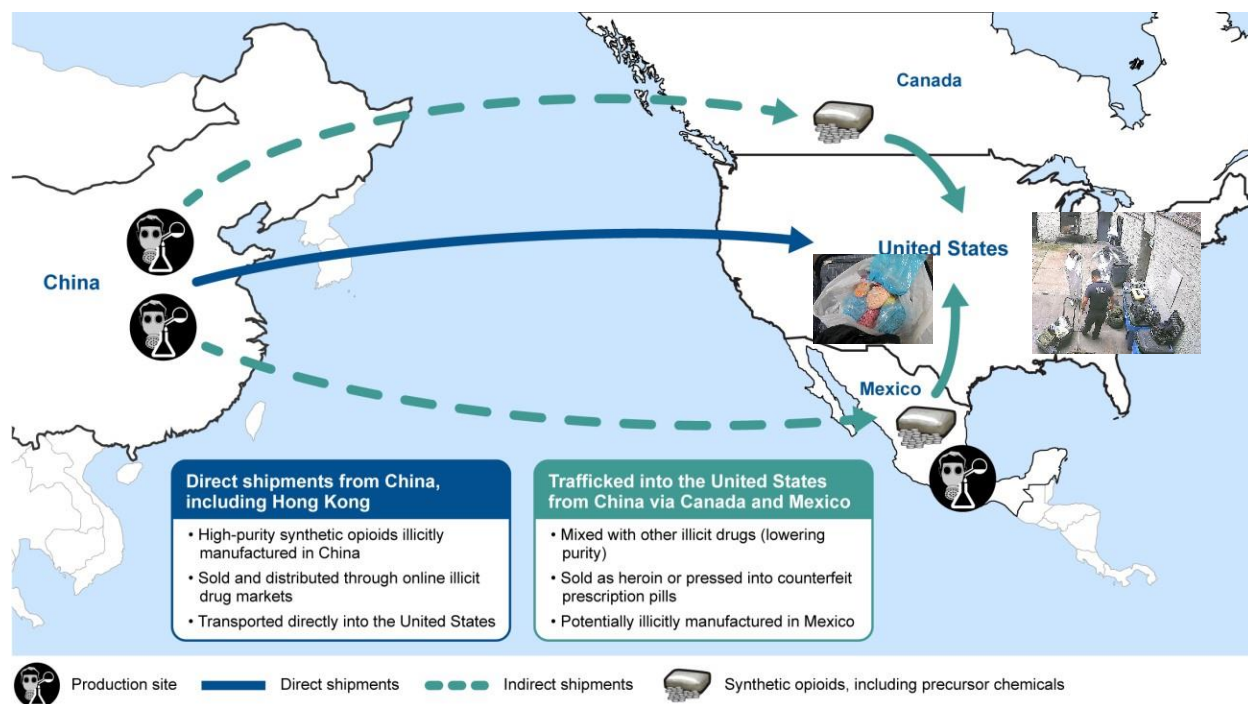 Canada
United States
China
Mexico
Direct shipments from China,
including Hong Kong
• High-purity synthetic opioids illicitly
manufactured in China
• Sold and distributed through online illicit
drug markets
• Transported directly into the United States
Trafficked into the United States
from China via Canada and Mexico
• Mixed with other illicit drugs (lowering
purity)
• Sold as heroin or pressed into counterfeit
prescription pills
• Potentially illicitly manufactured in Mexico
Production site
Direct shipments
Indirect shipments
Synthetic opioids, including precursor chemicals